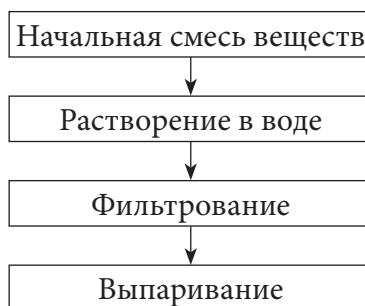 Начальная смесь веществ
Растворение в воде
Фильтрование
Выпаривание